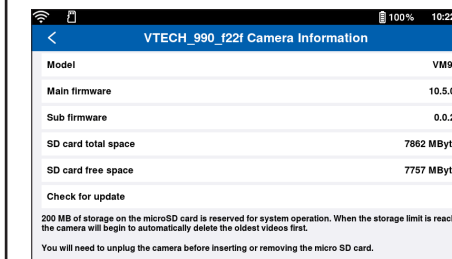 100% 10:22
VTECH_990_f22f Camera Information
Model VM9
Main firmware 10.5.0
Sub firmware 0.0.2
SD card total space 7862 MByt
SD card free space 7757 MByt
Check for update
200 MB of storage on the microSD card is reserved for system operation. When the storage limit is reac
the camera will begin to automatically delete the oldest videos first.
You will need to unplug the camera before inserting or removing the micro SD card.